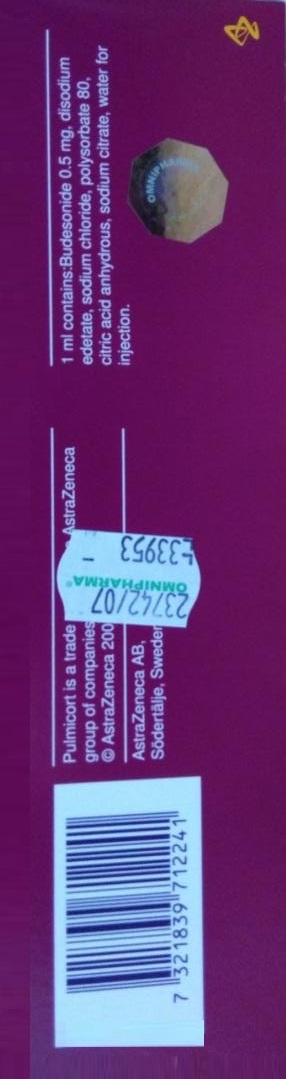 1 ml contains:Budesonide 0.5 mg, disodium
edetate, sodium chloride, polysorbate 80,
citric acid anhydrous, sodium citrate, water for
injection.
OMNIPHARMA
Pulmicort is a trade AstraZeneca
group of companies
© AstraZeneca 200
AstraZeneca AB,
Södertälje, Sweden
23742/07
OMNIPHARMA®
£33953 -
7 321839 712241